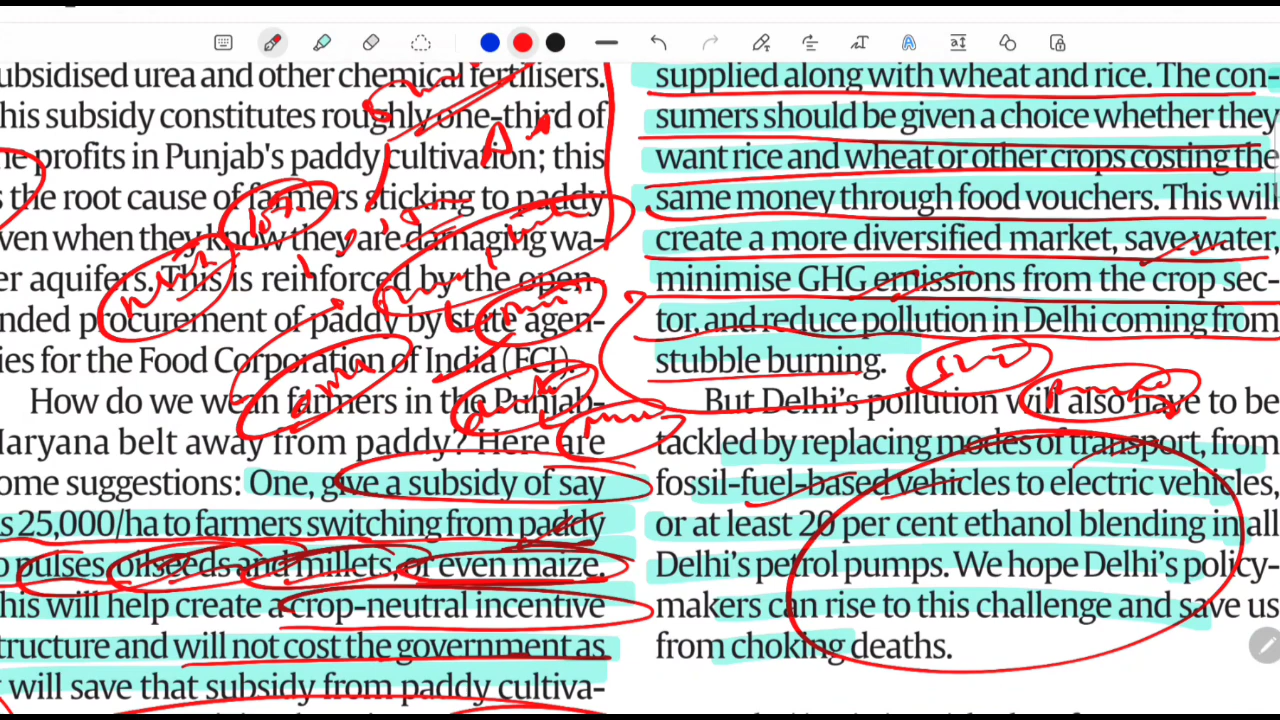 ubsidised urea and other chemical fertilisers.
his subsidy constitutes roughly one-third of
he profits in Punjab's paddy cultivation; this
s the root cause of farmers sticking to paddy
ven when they know they are damaging wa-
er aquifers. This is reinforced by the open-
nded procurement of paddy by state agen-
ies for the Food Corporation of India (FCI).
How do we wean farmers in the Punjab-
Haryana belt away from paddy? Here are
ome suggestions: One, give a subsidy of say
s 25,000/ha to farmers switching from paddy
o pulses, oilseeds and millets, or even maize.
his will help create a crop-neutral incentive
tructure and will not cost the government as
t will save that subsidy from paddy cultiva-
supplied along with wheat and rice. The con-
sumers should be given a choice whether they
want rice and wheat or other crops costing the
same money through food vouchers. This will
create a more diversified market, save water,
minimise GHG emissions from the crop sec-
tor, and reduce pollution in Delhi coming from
stubble burning.
But Delhi's pollution will also have to be
tackled by replacing modes of transport, from
fossil-fuel-based vehicles to electric vehicles,
or at least 20 per cent ethanol blending in all
Delhi's petrol pumps. We hope Delhi's policy-
makers can rise to this challenge and save us
from choking deaths.